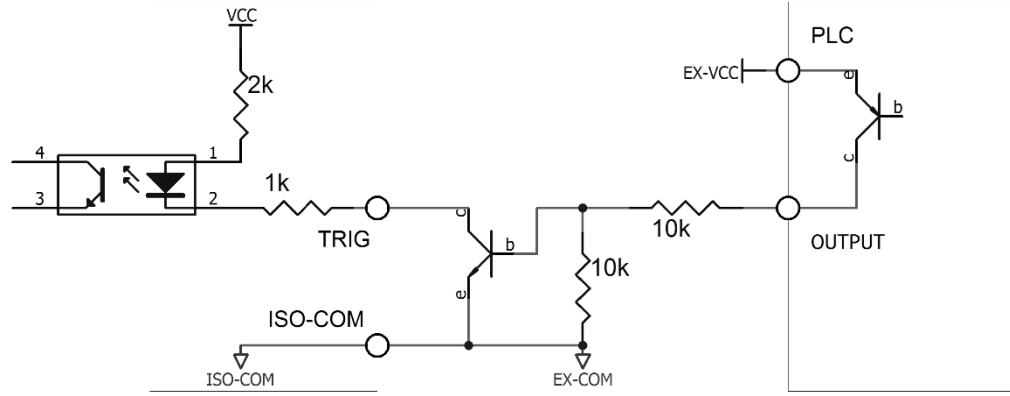 VCC
PLC
EX-VCC
e
2k
b
4
1
c
3
2
1k
c
TRIG
10k
OUTPUT
b
10k
e
ISO-COM
ISO-COM
EX-COM